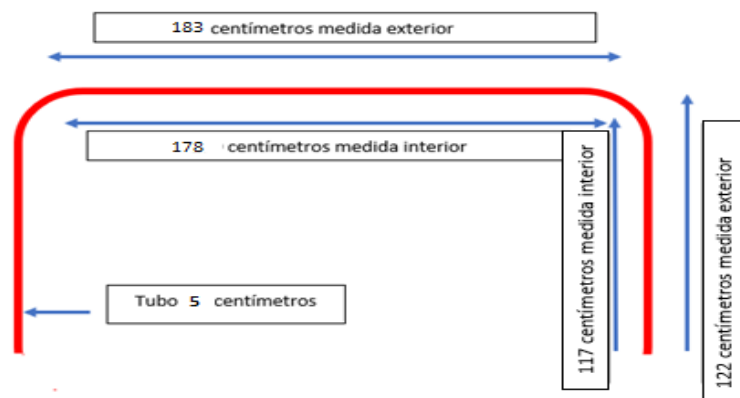 183 centímetros medida exterior
178 centímetros medida interior
117 centímetros medida interior
122 centímetros medida exterior
Tubo 5 centímetros